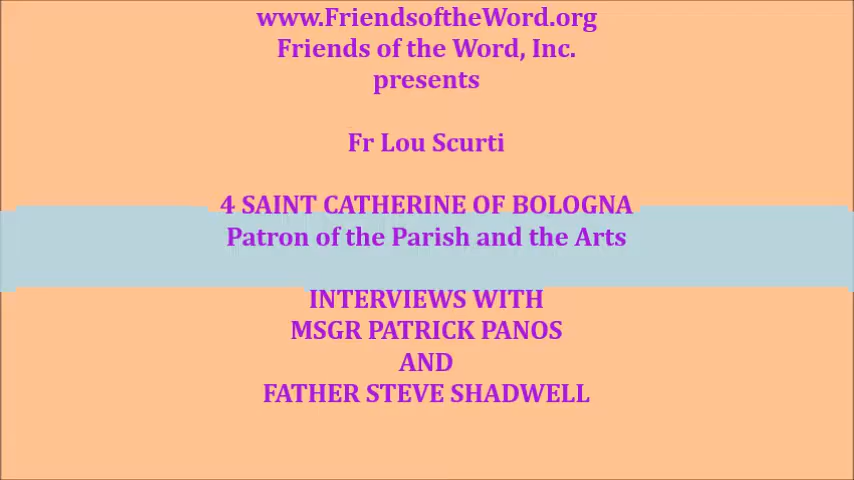 www.FriendsoftheWord.org
Friends of the Word, Inc.
presents
Fr Lou Scurti
4 SAINT CATHERINE OF BOLOGNA
Patron of the Parish and the Arts
INTERVIEWS WITH
MSGR PATRICK PANOS
AND
FATHER STEVE SHADWELL